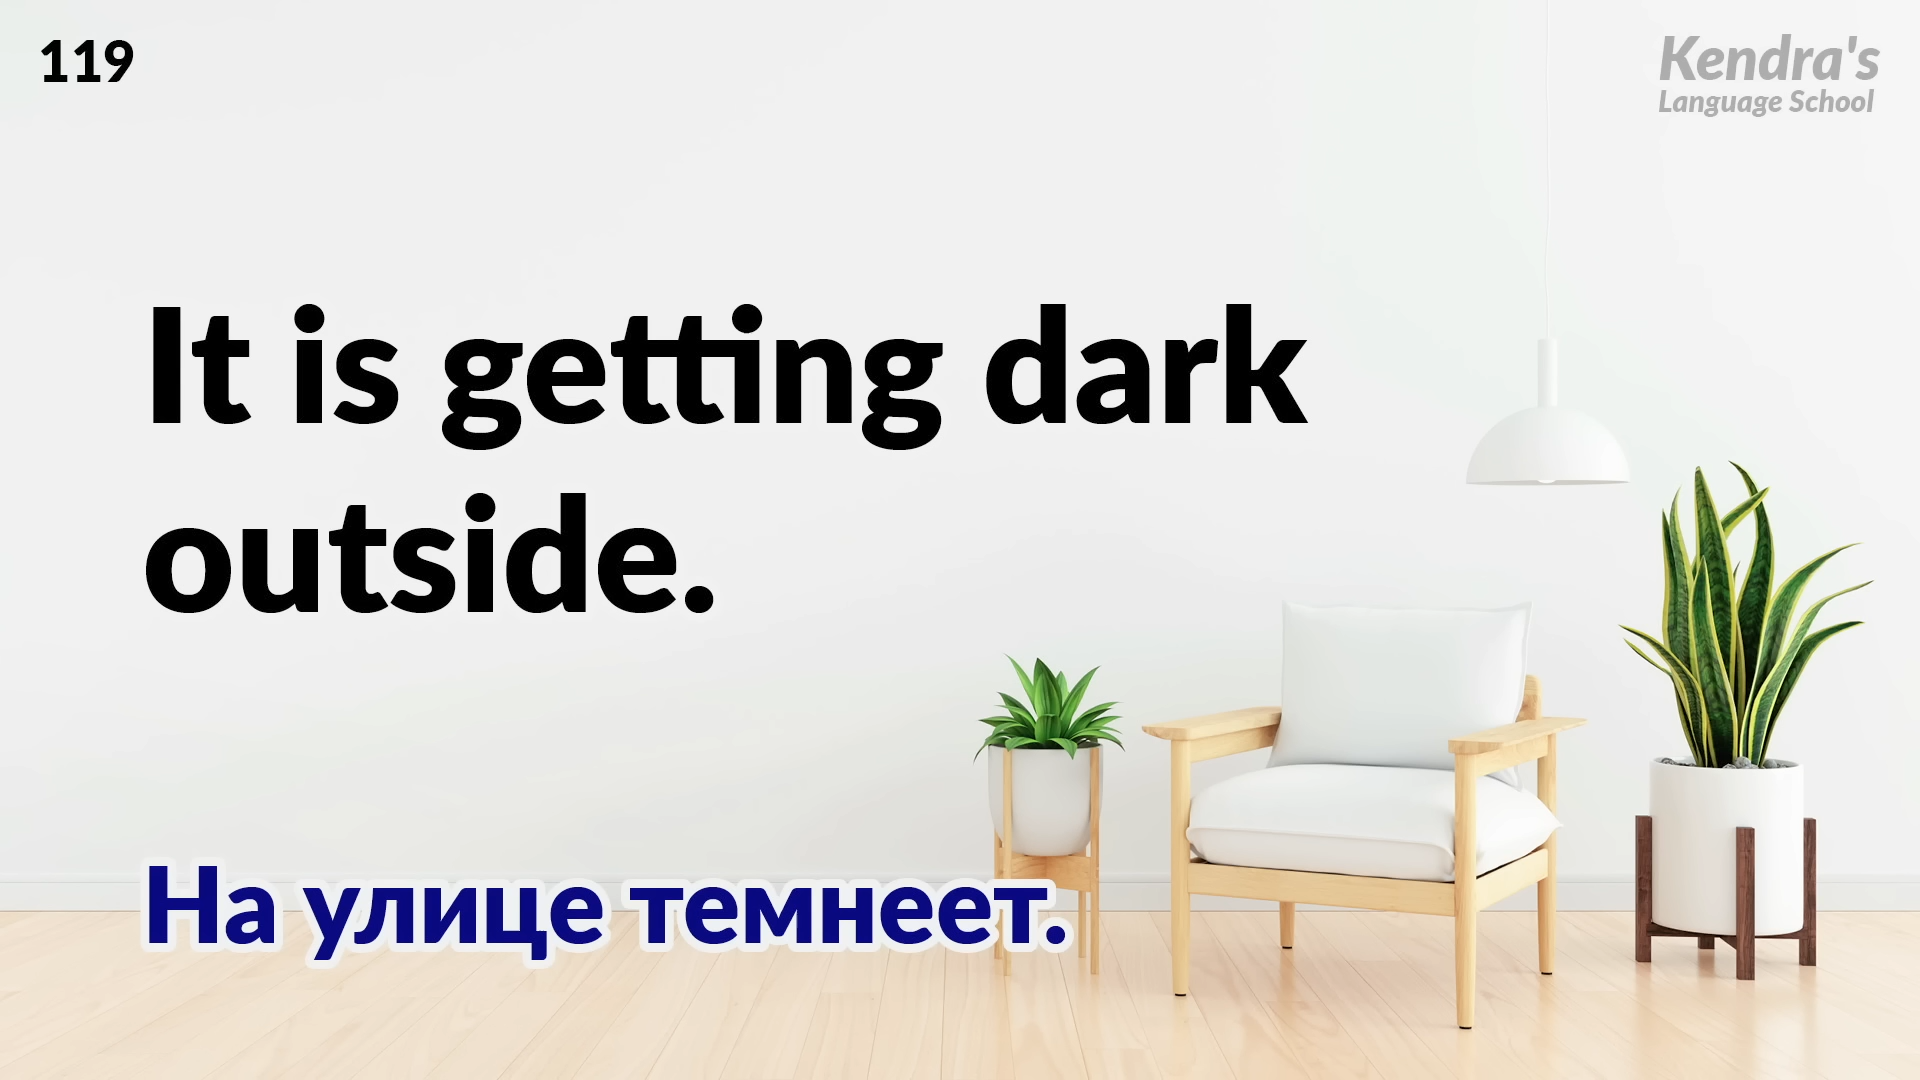 119
Kendra's
Language School
It is getting dark
outside.
На улице темнеет.